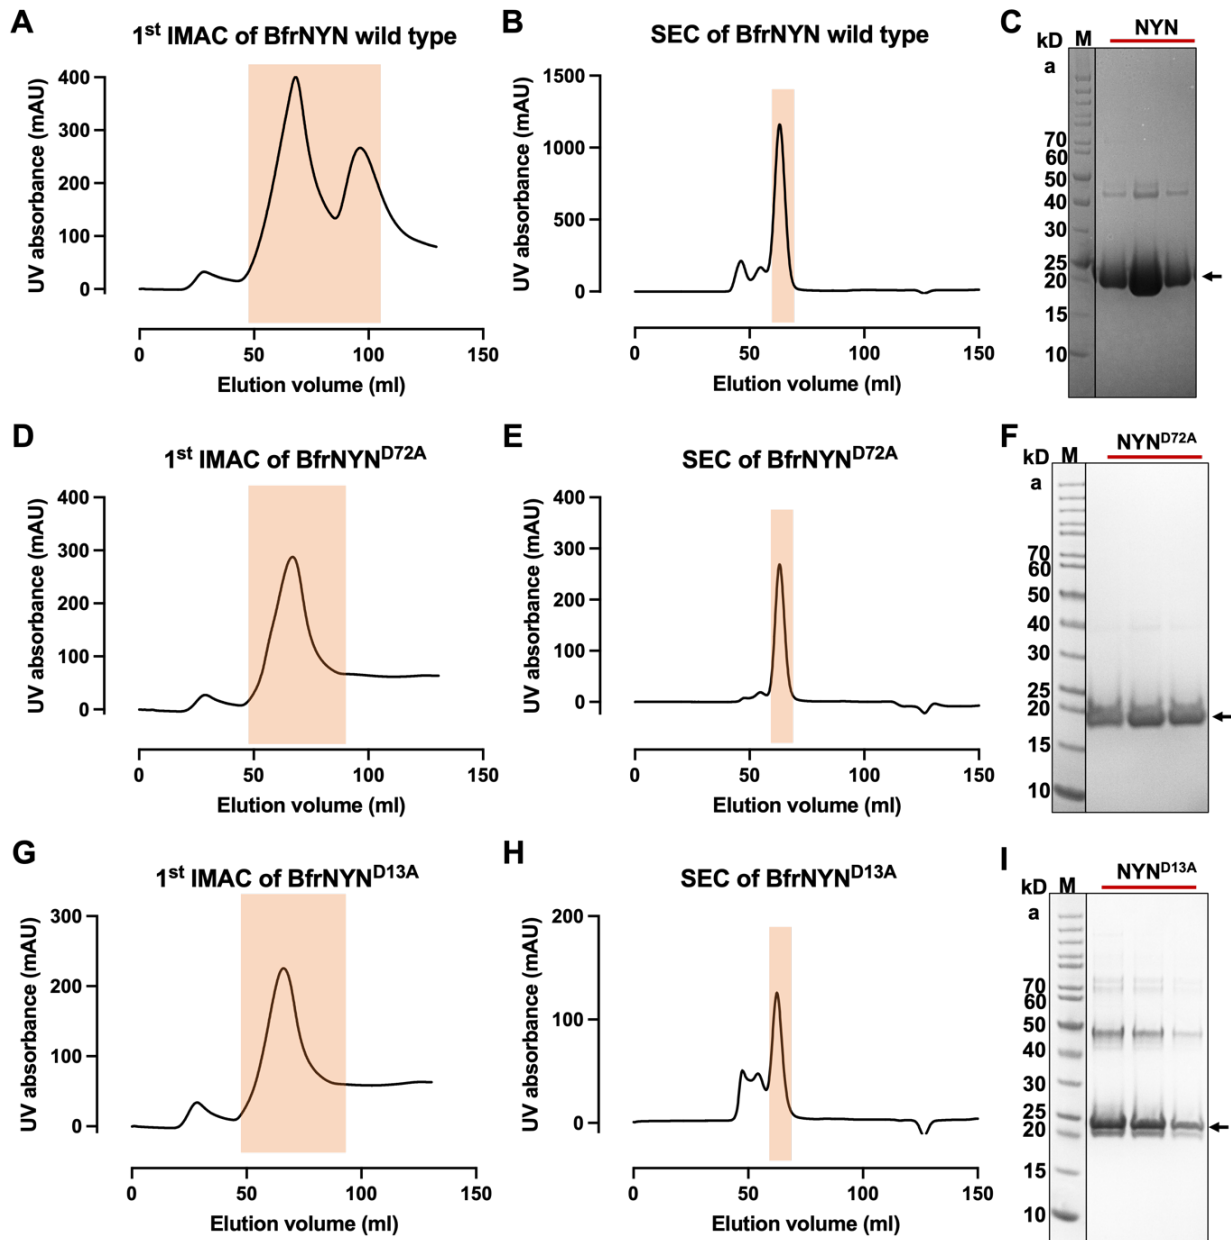 A
1st IMAC of BfrNYN wild type
UV absorbance (mAU)
400
300
200
100
0
0 50 100 150
Elution volume (ml)
B
SEC of BfrNYN wild type
UV absorbance (mAU)
1500
1000
500
0
0 50 100 150
Elution volume (ml)
C
kD M NYN
a
70
60
50
40
30
25
20
15
10
D
1st IMAC of BfrNYND72A
UV absorbance (mAU)
400
300
200
100
0
0 50 100 150
Elution volume (ml)
E
SEC of BfrNYND72A
UV absorbance (mAU)
400
300
200
100
0
0 50 100 150
Elution volume (ml)
F
kD M NYND72A
a
70
60
50
40
30
25
20
15
10
G
1st IMAC of BfrNYND13A
UV absorbance (mAU)
300
200
100
0
0 50 100 150
Elution volume (ml)
H
SEC of BfrNYND13A
UV absorbance (mAU)
200
100
0
0 50 100 150
Elution volume (ml)
I
kD M NYND13A
a
70
60
50
40
30
25
20
15
10